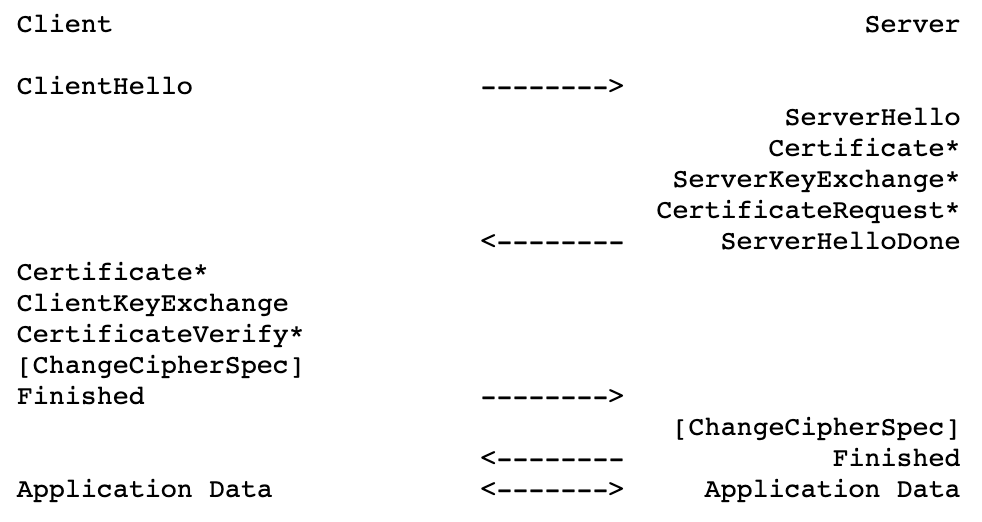 Client Server
ClientHello -------->
ServerHello
Certificate*
ServerKeyExchange*
CertificateRequest*
<-------- ServerHelloDone
Certificate*
ClientKeyExchange
CertificateVerify*
[ChangeCipherSpec]
Finished -------->
[ChangeCipherSpec]
<-------- Finished
Application Data <-------> Application Data